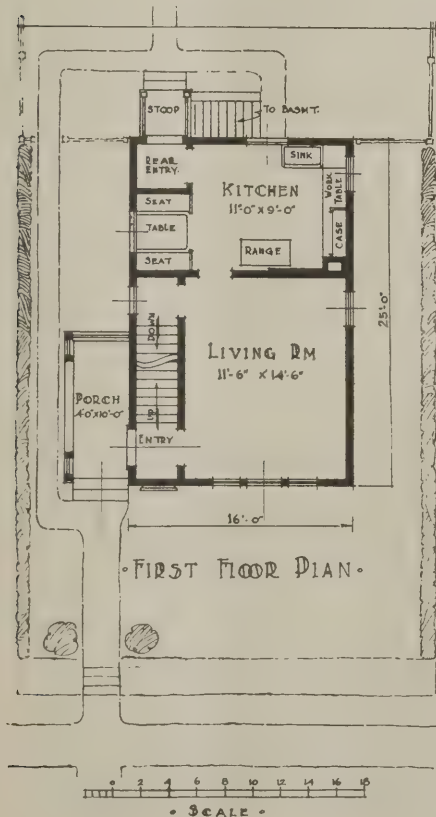 STOOP
TO BASM'T.
REAR
ENTRY.
SINK
KITCHEN
11'-0" X 9'-0"
WORK
TABLE
SEAT
TABLE
SEAT
CASE
RANGE
DOWN
LIVING RM
11'-6" X 14'-6"
25'-0"
PORCH
4'-0" X 10'-0"
UP
ENTRY
16'-0"
• FIRST FLOOR PLAN •
0 2 4 6 8 10 12 14 16 18
• SCALE •